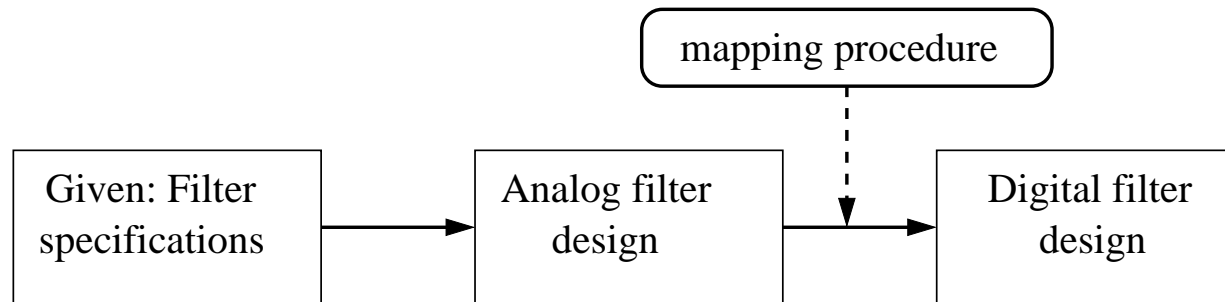 mapping procedure
Given: Filter
specifications
Analog filter
design
Digital filter
design